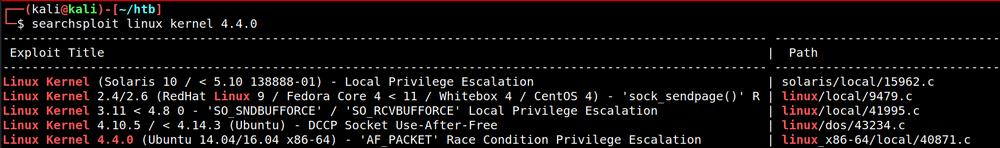 ┌──(kali@kali)-[~/htb]
└─$ searchsploit linux kernel 4.4.0
---------------------------------------------------------------------------------------------------------- -------------------------------
Exploit Title | Path
---------------------------------------------------------------------------------------------------------- -------------------------------
Linux Kernel (Solaris 10 / < 5.10 138888-01) - Local Privilege Escalation | solaris/local/15962.c
Linux Kernel 2.4/2.6 (RedHat Linux 9 / Fedora Core 4 < 11 / Whitebox 4 / CentOS 4) - 'sock_sendpage()' R | linux/local/9479.c
Linux Kernel 3.11 < 4.8 0 - 'SO_SNDBUFFORCE' / 'SO_RCVBUFFORCE' Local Privilege Escalation | linux/local/41995.c
Linux Kernel 4.10.5 / < 4.14.3 (Ubuntu) - DCCP Socket Use-After-Free | linux/dos/43234.c
Linux Kernel 4.4.0 (Ubuntu 14.04/16.04 x86-64) - 'AF_PACKET' Race Condition Privilege Escalation | linux_x86-64/local/40871.c